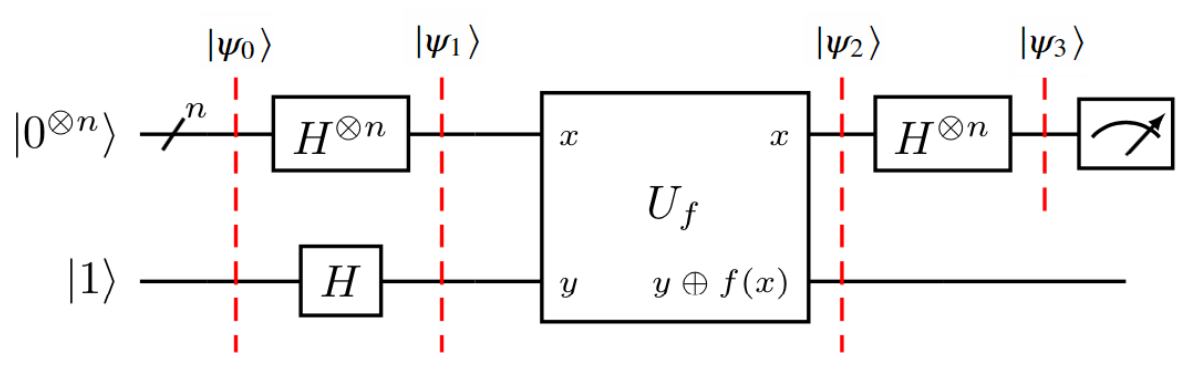 |ψ₀⟩ |ψ₁⟩ |ψ₂⟩ |ψ₃⟩
|0⊗ⁿ⟩ n H⊗ⁿ x x H⊗ⁿ
U_f
|1⟩ H y y ⊕ f(x)